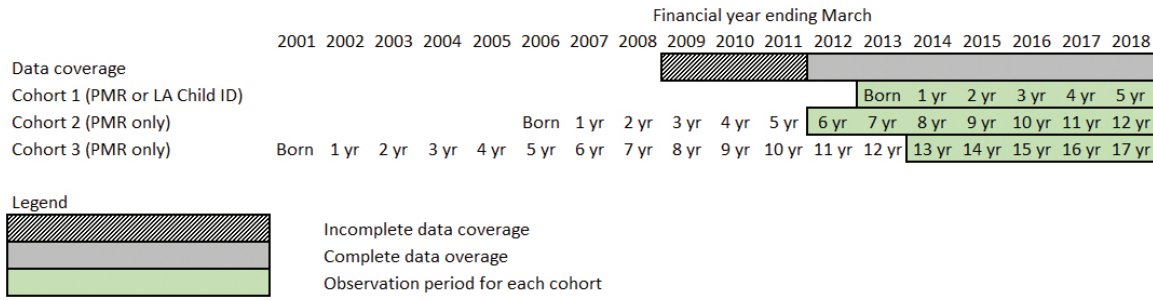 Financial year ending March
2001 2002 2003 2004 2005 2006 2007 2008 2009 2010 2011 2012 2013 2014 2015 2016 2017 2018
Data coverage
Cohort 1 (PMR or LA Child ID) Born 1 yr 2 yr 3 yr 4 yr 5 yr
Cohort 2 (PMR only) Born 1 yr 2 yr 3 yr 4 yr 5 yr 6 yr 7 yr 8 yr 9 yr 10 yr 11 yr 12 yr
Cohort 3 (PMR only) Born 1 yr 2 yr 3 yr 4 yr 5 yr 6 yr 7 yr 8 yr 9 yr 10 yr 11 yr 12 yr 13 yr 14 yr 15 yr 16 yr 17 yr
Legend
Incomplete data coverage
Complete data overage
Observation period for each cohort